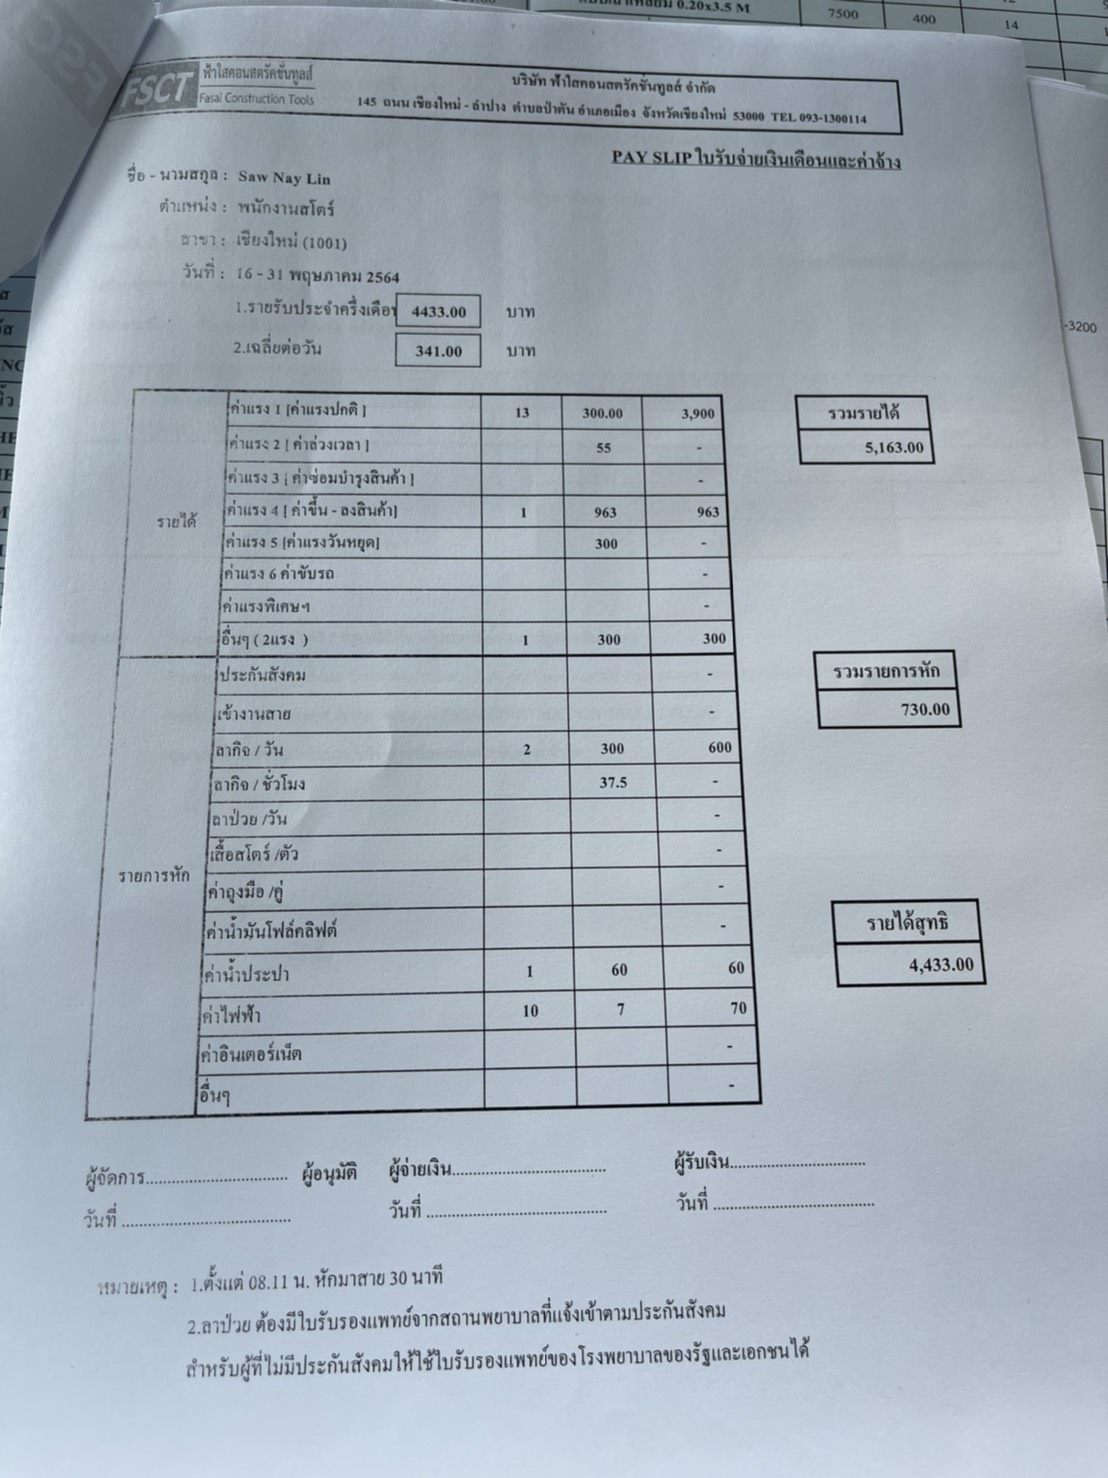 0.20x3.5 M
7500 400 14
-3200
FSCT ฟ้าใสคอนสตรัคชั่นทูลส์
Fasai Construction Tools
บริษัท ฟ้าใสคอนสตรัคชั่นทูลส์ จำกัด
145 ถนน เชียงใหม่ - ลำปาง ตำบลป่าตัน อำเภอเมือง จังหวัดเชียงใหม่ 53000 TEL 093-1300114
PAY SLIP ใบรับจ่ายเงินเดือนและค่าจ้าง
ชื่อ - นามสกุล : Saw Nay Lin
ตำแหน่ง : พนักงานสโตร์
สาขา : เชียงใหม่ (1001)
วันที่ : 16 - 31 พฤษภาคม 2564
1.รายรับประจำครึ่งเดือน 4433.00 บาท
2.เฉลี่ยต่อวัน 341.00 บาท
รายได้
ค่าแรง 1 [ค่าแรงปกติ ] 13 300.00 3,900
ค่าแรง 2 [ ค่าล่วงเวลา ] 55 -
ค่าแรง 3 [ ค่าซ่อมบำรุงสินค้า ] -
ค่าแรง 4 [ ค่าขึ้น - ลงสินค้า] 1 963 963
ค่าแรง 5 [ค่าแรงวันหยุด] 300 -
ค่าแรง 6 ค่าขับรถ -
ค่าแรงพิเศษฯ -
อื่นๆ ( 2แรง ) 1 300 300
รวมรายได้
5,163.00
รายการหัก
ประกันสังคม -
เข้างานสาย -
ลากิจ / วัน 2 300 600
ลากิจ / ชั่วโมง 37.5 -
ลาป่วย /วัน -
เสื้อสโตร์ /ตัว -
ค่าถุงมือ /คู่ -
ค่าน้ำมันโฟล์คลิฟต์ -
ค่าน้ำประปา 1 60 60
ค่าไฟฟ้า 10 7 70
ค่าอินเตอร์เน็ต -
อื่นๆ -
รวมรายการหัก
730.00
รายได้สุทธิ
4,433.00
ผู้จัดการ............................ ผู้อนุมัติ ผู้จ่ายเงิน.............................. ผู้รับเงิน...........................
วันที่ ................................. วันที่ ................................... วันที่ ................................
หมายเหตุ : 1.ตั้งแต่ 08.11 น. หักมาสาย 30 นาที
2.ลาป่วย ต้องมีใบรับรองแพทย์จากสถานพยาบาลที่แจ้งเข้าตามประกันสังคม
สำหรับผู้ที่ไม่มีประกันสังคมให้ใช้ใบรับรองแพทย์ของโรงพยาบาลของรัฐและเอกชนได้